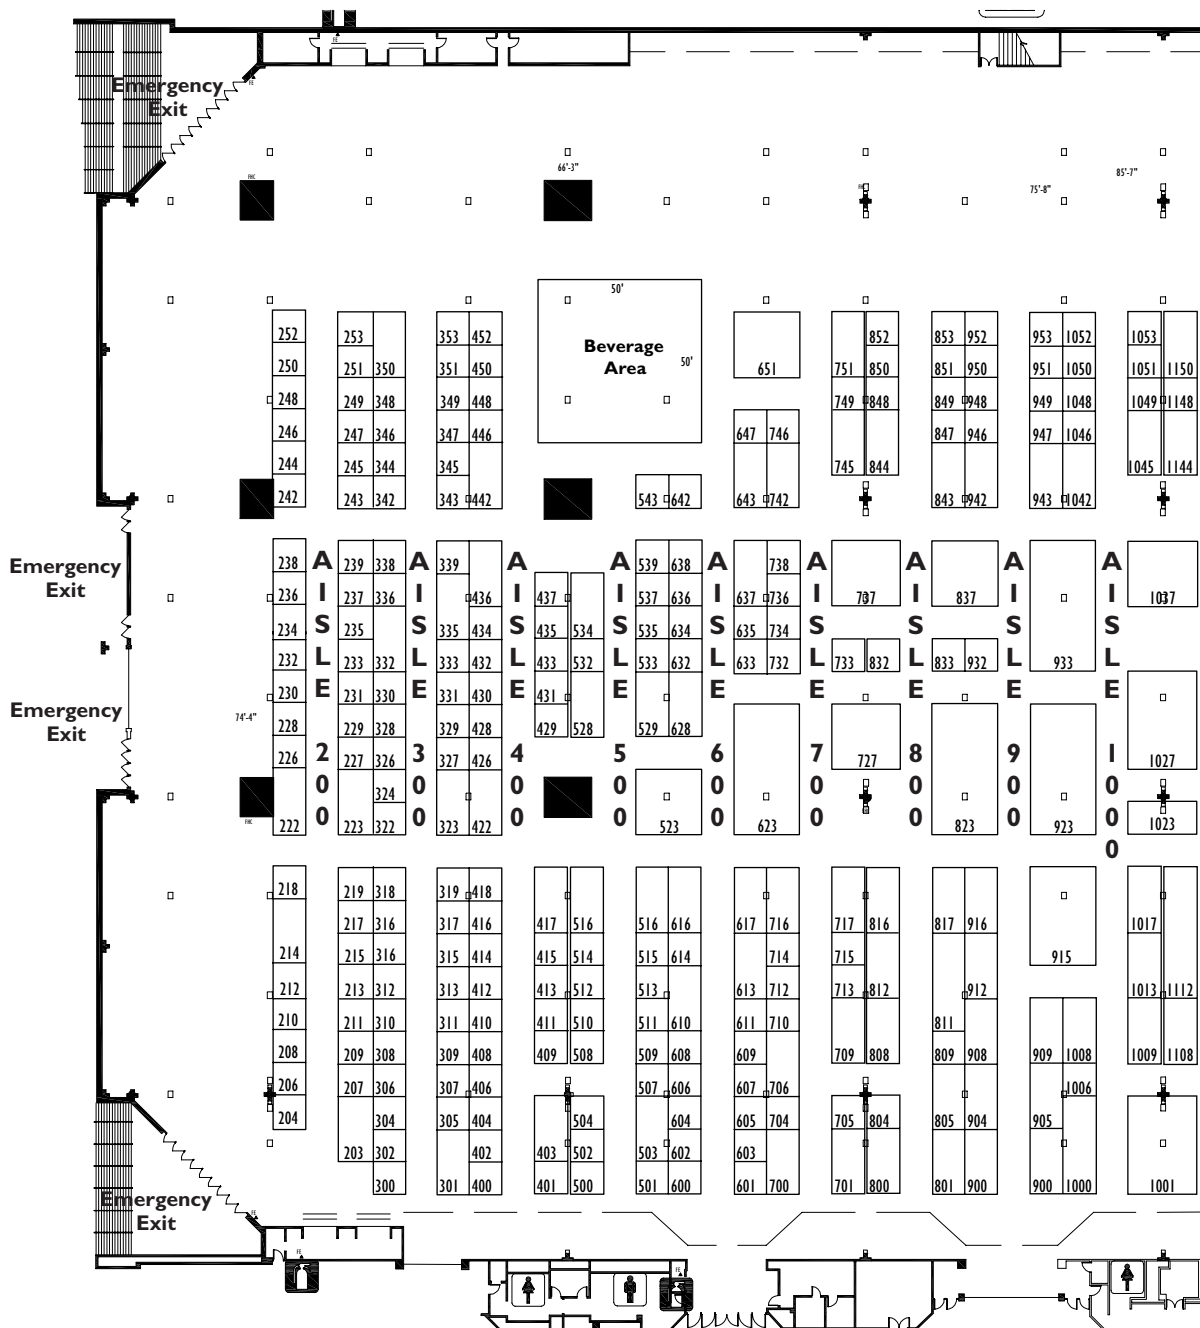 FE
Emergency
Exit
FE
66'-3"
85'-7"
FHC
75'-8"
50'
252 253 353 452 Beverage 852 853 952 953 1052 1053
Area 50'
250 251 350 351 450 651 751 850 851 950 951 1050 1051 1150
248 249 348 349 448 749 848 849 948 949 1048 1049 1148
246 247 346 347 446 647 746 847 946 947 1046
244 245 344 345 745 844 1045 1144
242 243 342 343 442 543 642 643 742 843 942 943 1042
Emergency
Exit
238 239 338 339 539 638 738
236 237 336 436 437 537 636 637 736 737 837 1037
234 235 335 434 435 534 535 634 635 734
232 233 332 333 432 433 532 533 632 633 732 733 832 833 932 933
230 231 330 331 430 431
Emergency
Exit
74'-4"
228 229 328 329 428 429 528 529 628
226 227 326 327 426 727 1027
324
FHC
222 223 322 323 422 523 623 823 923 1023
AISLE 200
AISLE 300
AISLE 400
AISLE 500
AISLE 600
AISLE 700
AISLE 800
AISLE 900
AISLE 1000
218 219 318 319 418
217 316 317 416 417 516 516 616 617 716 717 816 817 916 1017
214 215 316 315 414 415 514 515 614 714 715 915
212 213 312 313 412 413 512 513 613 712 713 812 912 1013 1112
210 211 310 311 410 411 510 511 610 611 710 811
208 209 308 309 408 409 508 509 608 609 709 808 809 908 909 1008 1009 1108
206 207 306 307 406 507 606 607 706 1006
204 304 305 404 504 604 605 704 705 804 805 904 905
203 302 402 403 502 503 602 603
300 301 400 401 500 501 600 601 700 701 800 801 900 900 1000 1001
Emergency
Exit
FE
FE
FE